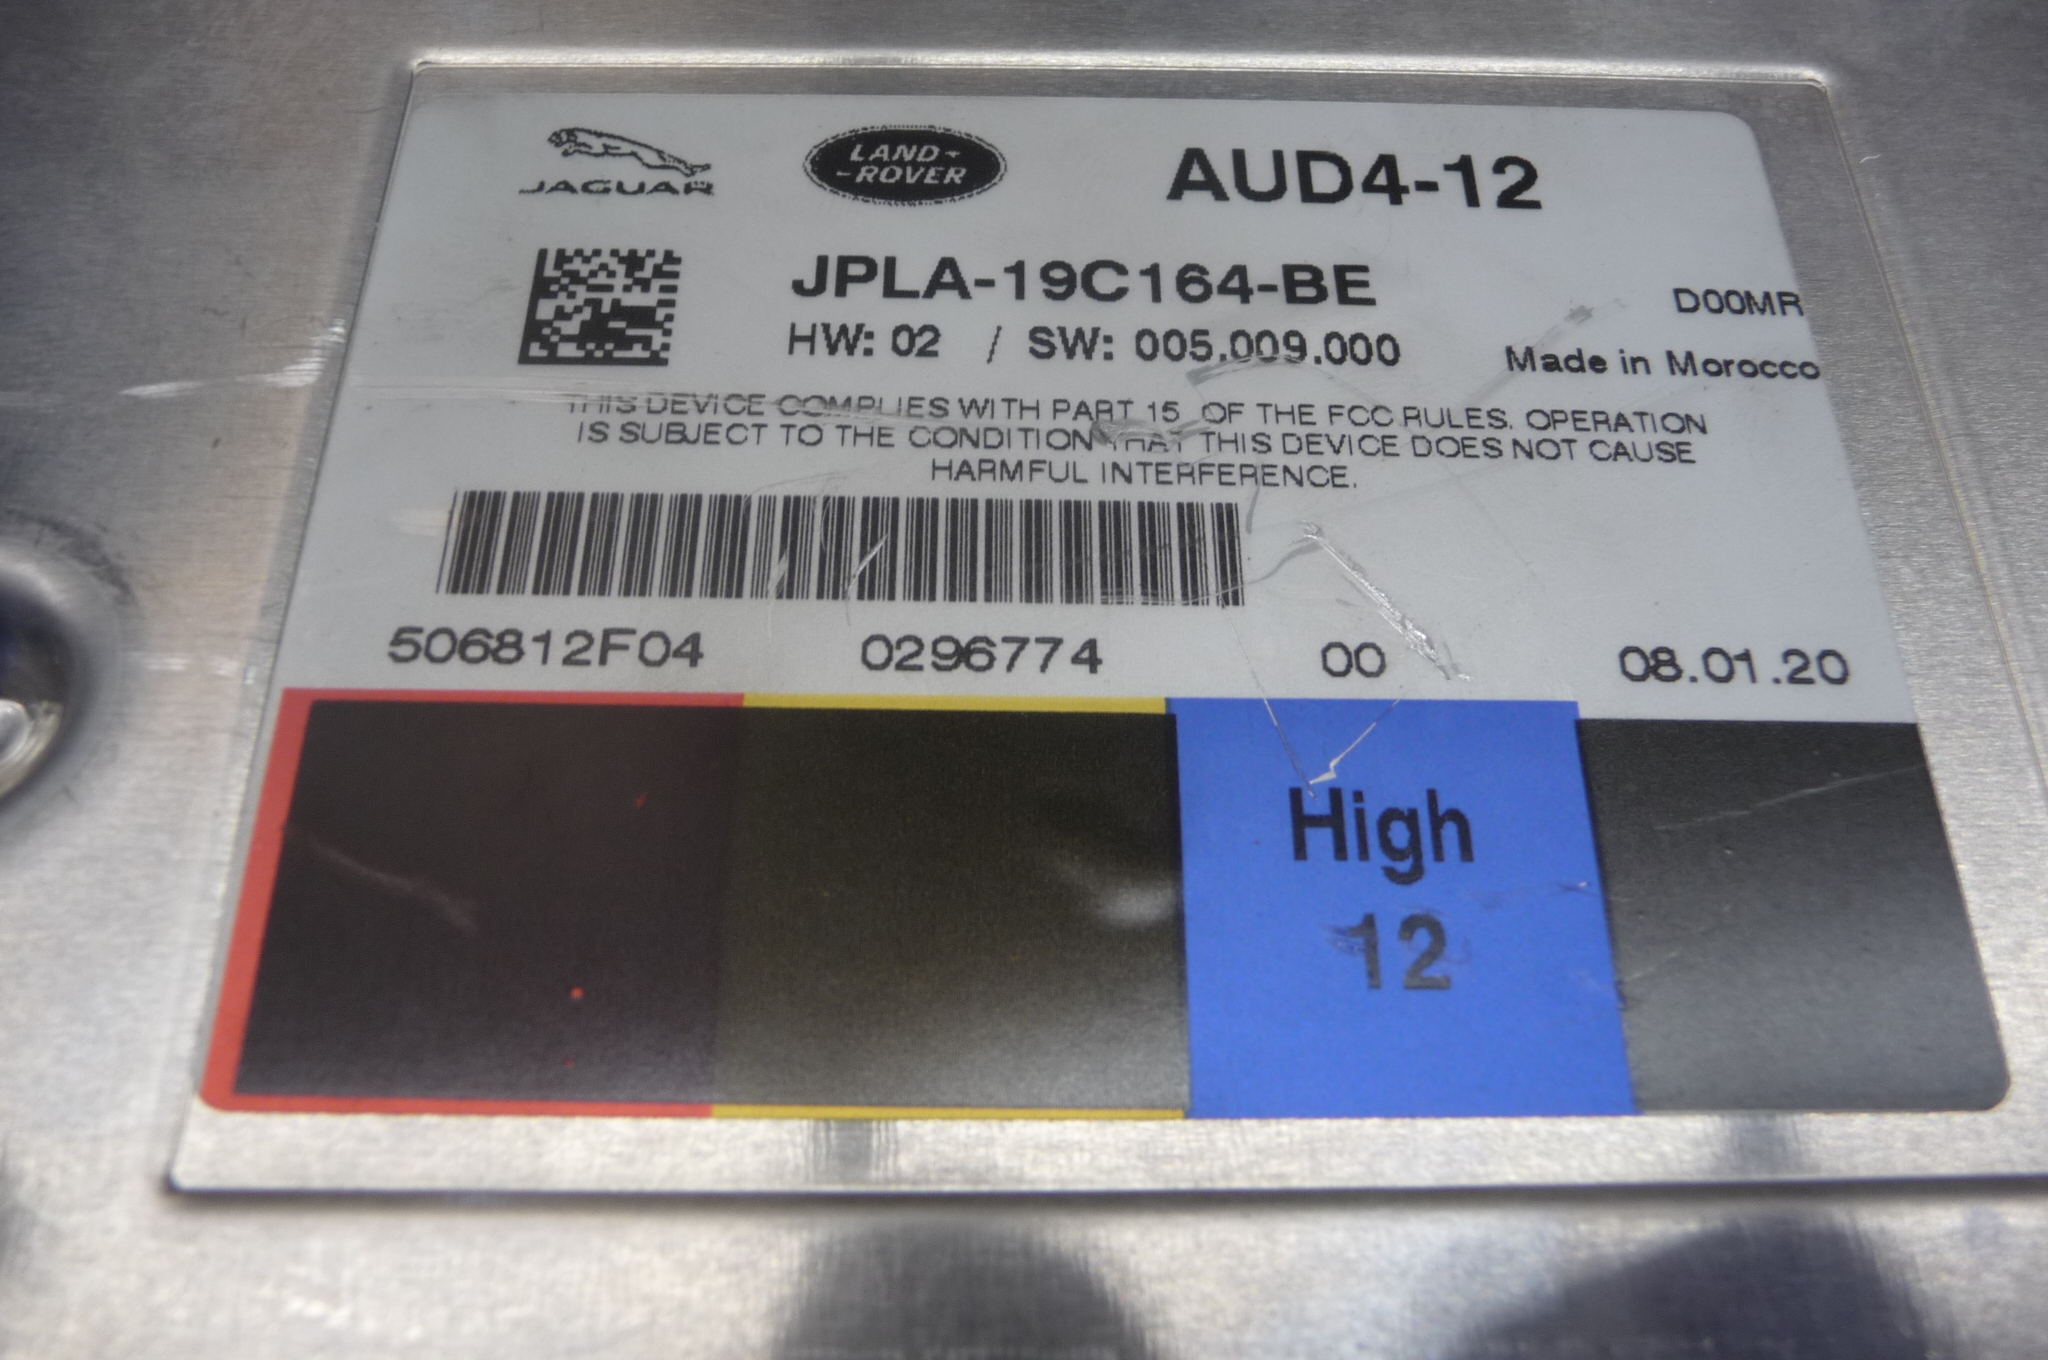 JAGUAR
LAND-
-ROVER
AUD4-12
JPLA-19C164-BE
D00MR
HW: 02 / SW: 005.009.000
Made in Morocco
THIS DEVICE COMPLIES WITH PART 15 OF THE FCC RULES. OPERATION
IS SUBJECT TO THE CONDITION THAT THIS DEVICE DOES NOT CAUSE
HARMFUL INTERFERENCE.
506812F04 0296774 00 08.01.20
High
12